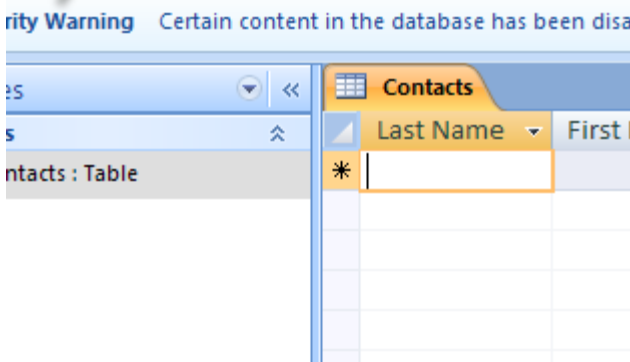 rity Warning Certain content in the database has been disa
es
Contacts
s
Last Name First
ntacts : Table